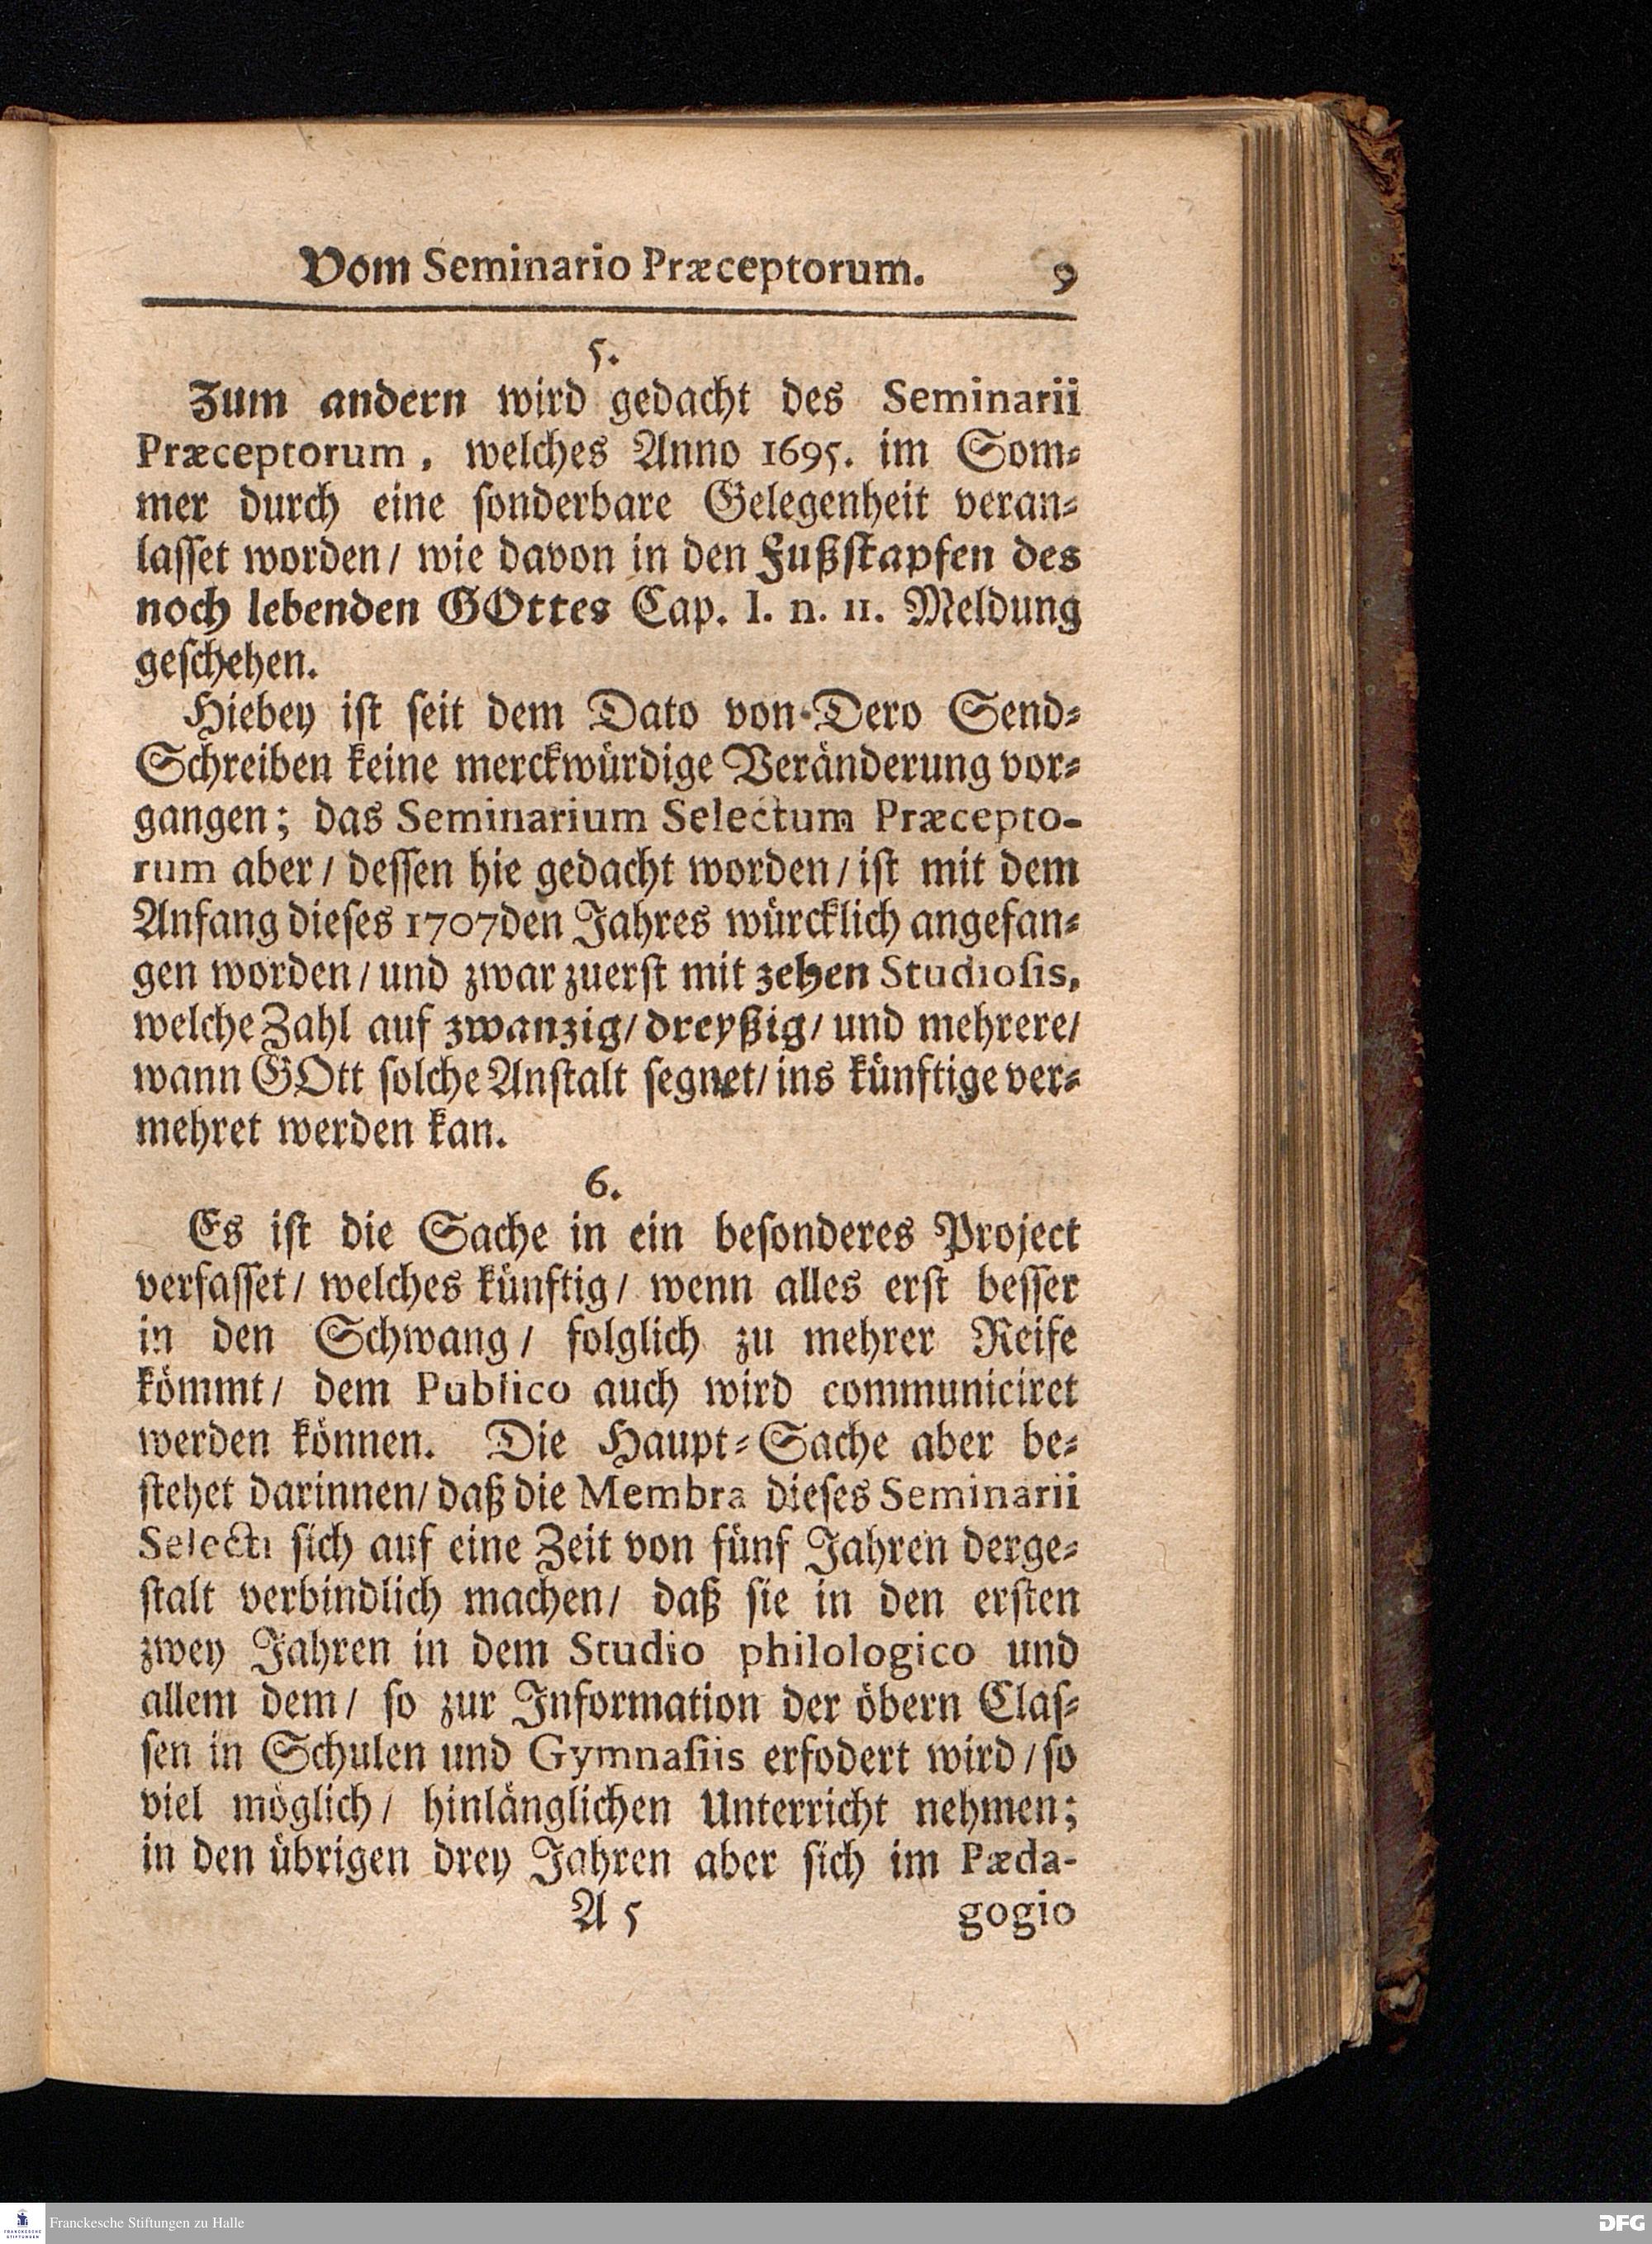 Vom Seminario Præceptorum. 9
5.
Zum andern wird gedacht des Seminarii
Præceptorum, welches Anno 1695. im Som⸗
mer durch eine ſonderbare Gelegenheit veran⸗
laſſet worden/ wie davon in den Fußſtapfen des
noch lebenden GOttes Cap. I. n. 11. Meldung
geſchehen.
Hiebey iſt ſeit dem Dato von Dero Send⸗
Schreiben keine merckwürdige Veränderung vor⸗
gangen; das Seminarium Selectum Præcepto-
rum aber/ deſſen hie gedacht worden/ iſt mit dem
Anfang dieſes 1707den Jahres würcklich angefan⸗
gen worden/ und zwar zuerſt mit zehen Studioſis,
welche Zahl auf zwanzig/ dreyßig/ und mehrere/
wann GOtt ſolche Anſtalt ſegnet/ ins künftige ver⸗
mehret werden kan.
6.
Es iſt die Sache in ein beſonderes Project
verfaſſet/ welches künftig/ wenn alles erſt beſſer
in den Schwang/ folglich zu mehrer Reife
kömmt/ dem Publico auch wird communiciret
werden können. Die Haupt⸗Sache aber be⸗
ſtehet darinnen/ daß die Membra dieſes Seminarii
Selecti ſich auf eine Zeit von fünf Jahren derge⸗
ſtalt verbindlich machen/ daß ſie in den erſten
zwey Jahren in dem Studio philologico und
allem dem/ ſo zur Information der öbern Claſ⸗
ſen in Schulen und Gymnaſiis erfodert wird/ ſo
viel möglich/ hinlänglichen Unterricht nehmen;
in den übrigen drey Jahren aber ſich im Pæda-
A 5 gogio
FRANCKESCHE STIFTUNGEN
Franckesche Stiftungen zu Halle
DFG